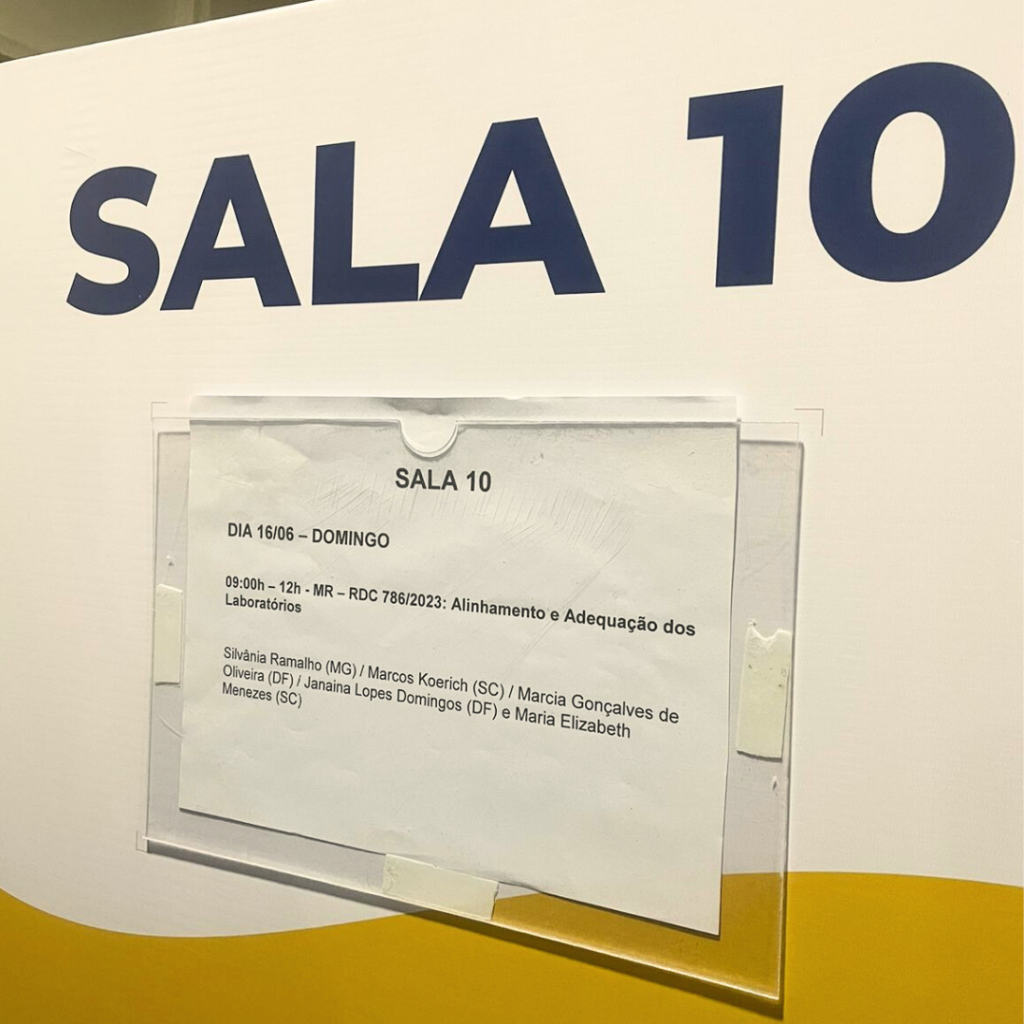 SALA 10
SALA 10
DIA 16/06 – DOMINGO
09:00h – 12h - MR – RDC 786/2023: Alinhamento e Adequação dos
Laboratórios
Silvânia Ramalho (MG) / Marcos Koerich (SC) / Marcia Gonçalves de
Oliveira (DF) / Janaina Lopes Domingos (DF) e Maria Elizabeth
Menezes (SC)